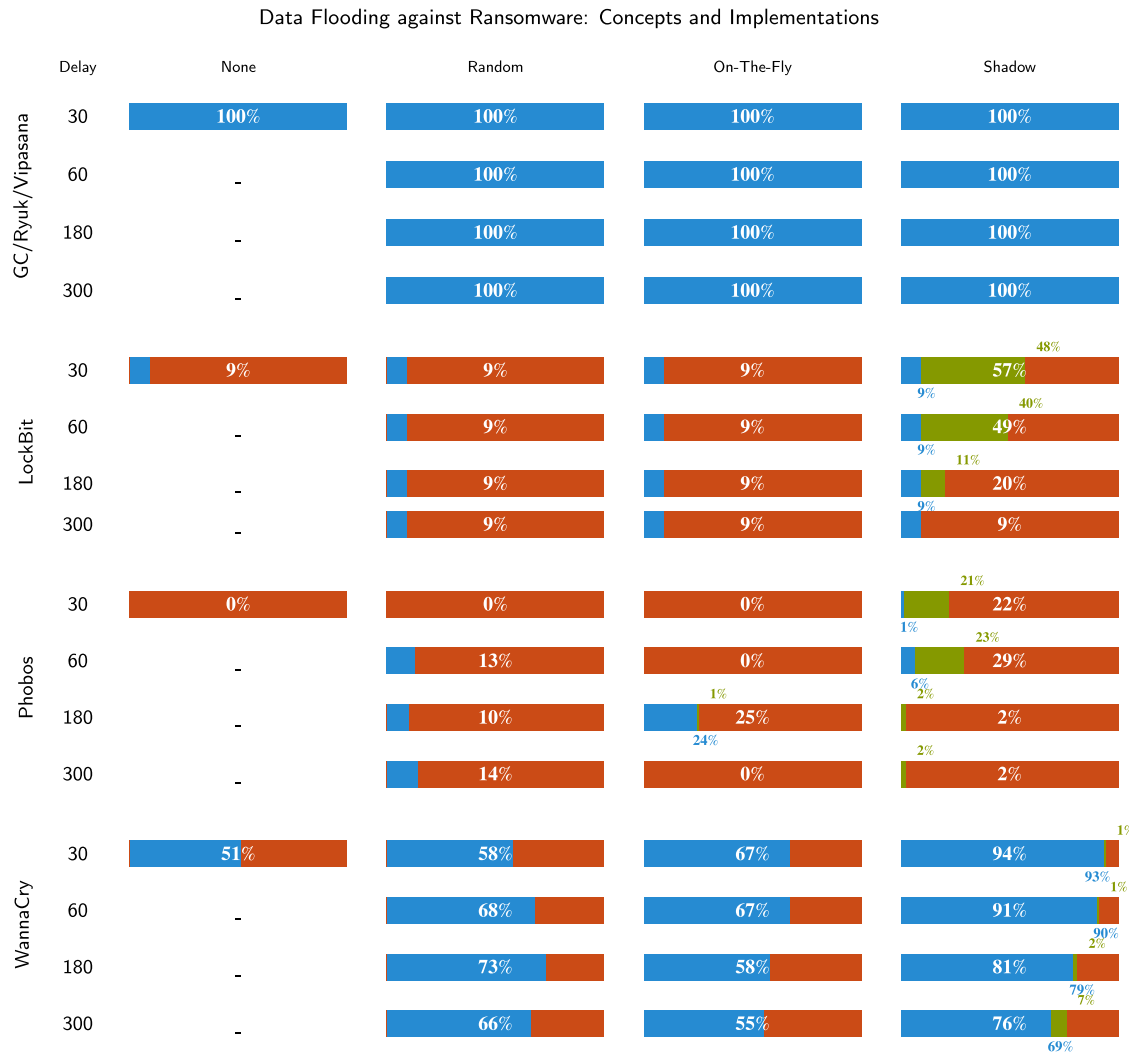 Data Flooding against Ransomware: Concepts and Implementations
Delay None Random On-The-Fly Shadow
GC/Ryuk/Vipasana
30 100% 100% 100% 100%
60 - 100% 100% 100%
180 - 100% 100% 100%
300 - 100% 100% 100%
LockBit
48%
30 9% 9% 9% 57%
9%
40%
60 - 9% 9% 49%
9%
11%
180 - 9% 9% 20%
9%
300 - 9% 9% 9%
Phobos
21%
30 0% 0% 0% 22%
1%
23%
60 - 13% 0% 29%
6%
1% 2%
180 - 10% 25% 2%
24%
2%
300 - 14% 0% 2%
WannaCry
1%
30 51% 58% 67% 94%
93%
1%
60 - 68% 67% 91%
90%
2%
180 - 73% 58% 81%
79%
7%
300 - 66% 55% 76%
69%